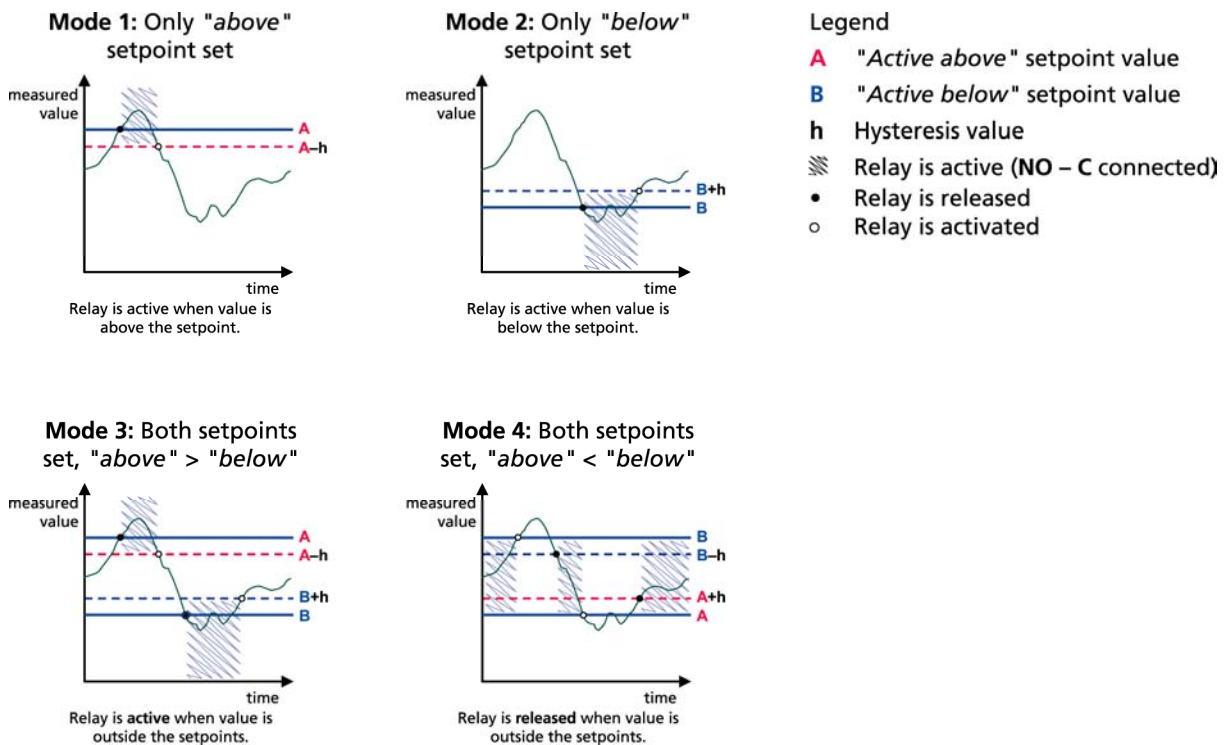 Mode 1: Only "above"
setpoint set
measured
value
A
A–h
time
Relay is active when value is
above the setpoint.
Mode 2: Only "below"
setpoint set
measured
value
B+h
B
time
Relay is active when value is
below the setpoint.
Legend
A "Active above" setpoint value
B "Active below" setpoint value
h Hysteresis value
Relay is active (NO – C connected)
Relay is released
Relay is activated
Mode 3: Both setpoints
set, "above" > "below"
measured
value
A
A–h
B+h
B
time
Relay is active when value is
outside the setpoints.
Mode 4: Both setpoints
set, "above" < "below"
measured
value
B
B–h
A+h
A
time
Relay is released when value is
outside the setpoints.